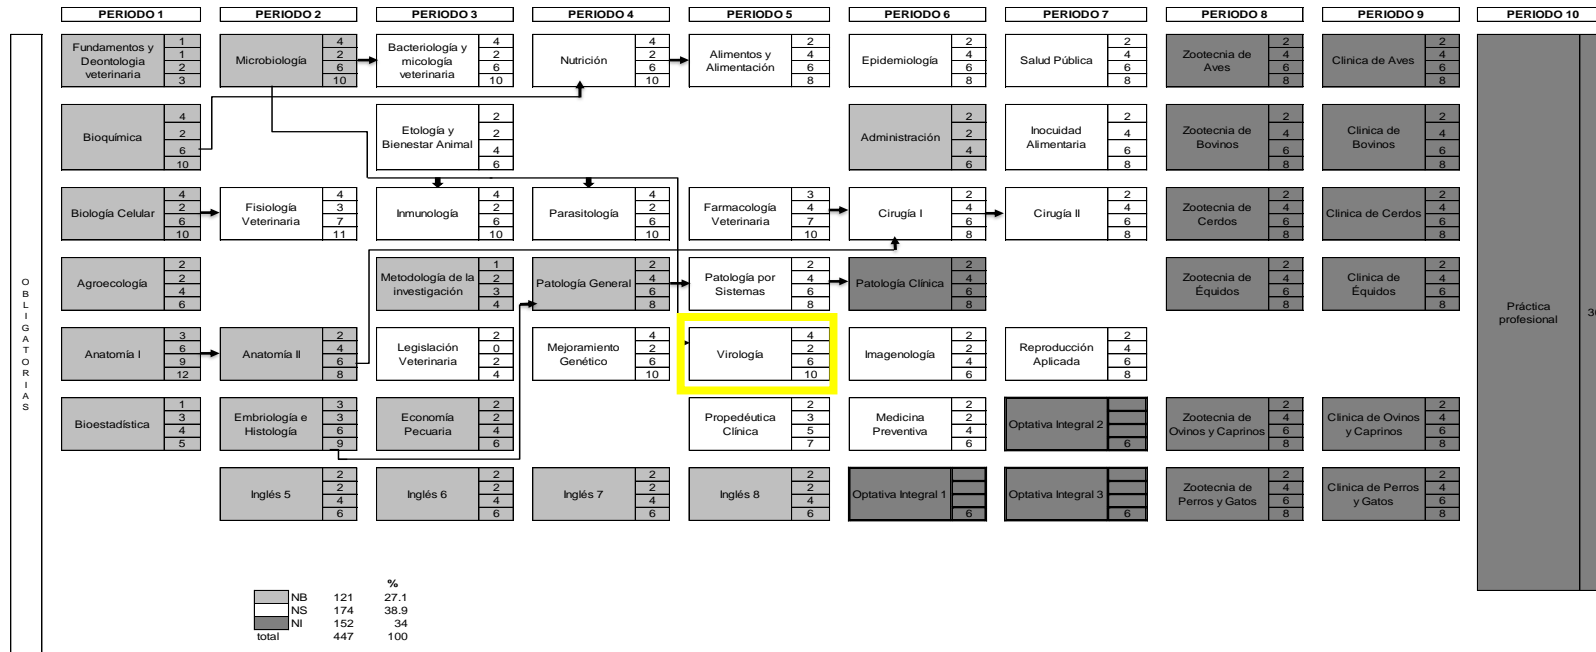 PERIODO 1 PERIODO 2 PERIODO 3 PERIODO 4 PERIODO 5 PERIODO 6 PERIODO 7 PERIODO 8 PERIODO 9 PERIODO 10
OBLIGATORIAS
Fundamentos y
Deontologia
veterinaria
1
1
2
3
Microbiología
4
2
6
10
Bacteriología y
micología
veterinaria
4
2
6
10
Nutrición
4
2
6
10
Alimentos y
Alimentación
2
4
6
8
Epidemiología
2
4
6
8
Salud Pública
2
4
6
8
Zootecnia de
Aves
2
4
6
8
Clinica de Aves
2
4
6
8
Bioquímica
4
2
6
10
Etología y
Bienestar Animal
2
2
4
6
Administración
2
2
4
6
Inocuidad
Alimentaria
2
4
6
8
Zootecnia de
Bovinos
2
4
6
8
Clinica de
Bovinos
2
4
6
8
Biología Celular
4
2
6
10
Fisiología
Veterinaria
4
3
7
11
Inmunología
4
2
6
10
Parasitología
4
2
6
10
Farmacología
Veterinaria
3
4
7
10
Cirugía I
2
4
6
8
Cirugía II
2
4
6
8
Zootecnia de
Cerdos
2
4
6
8
Clinica de Cerdos
2
4
6
8
Agroecología
2
2
4
6
Metodología de la
investigación
1
2
3
4
Patología General
2
4
6
8
Patología por
Sistemas
2
4
6
8
Patología Clínica
2
4
6
8
Zootecnia de
Équidos
2
4
6
8
Clinica de
Équidos
2
4
6
8
Práctica
profesional
Anatomía I
3
6
9
12
Anatomía II
2
4
6
8
Legislación
Veterinaria
2
0
2
4
Mejoramiento
Genético
4
2
6
10
Virología
4
2
6
10
Imagenología
2
2
4
6
Reproducción
Aplicada
2
4
6
8
Bioestadística
1
3
4
5
Embriología e
Histología
3
3
6
9
Economía
Pecuaria
2
2
4
6
Propedéutica
Clínica
2
3
5
7
Medicina
Preventiva
2
2
4
6
Optativa Integral 2
6
Zootecnia de
Ovinos y Caprinos
2
4
6
8
Clinica de Ovinos
y Caprinos
2
4
6
8
Inglés 5
2
2
4
6
Inglés 6
2
2
4
6
Inglés 7
2
2
4
6
Inglés 8
2
2
4
6
Optativa Integral 1
6
Optativa Integral 3
6
Zootecnia de
Perros y Gatos
2
4
6
8
Clinica de Perros
y Gatos
2
4
6
8
%
NB 121 27.1
NS 174 38.9
NI 152 34
total 447 100